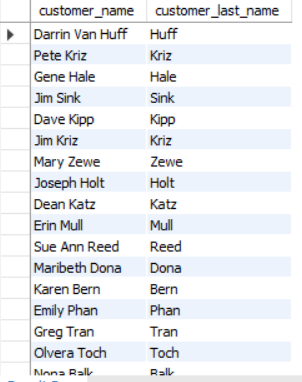 customer_name customer_last_name
Darrin Van Huff Huff
Pete Kriz Kriz
Gene Hale Hale
Jim Sink Sink
Dave Kipp Kipp
Jim Kriz Kriz
Mary Zewe Zewe
Joseph Holt Holt
Dean Katz Katz
Erin Mull Mull
Sue Ann Reed Reed
Maribeth Dona Dona
Karen Bern Bern
Emily Phan Phan
Greg Tran Tran
Olvera Toch Toch
Nona Balk Balk